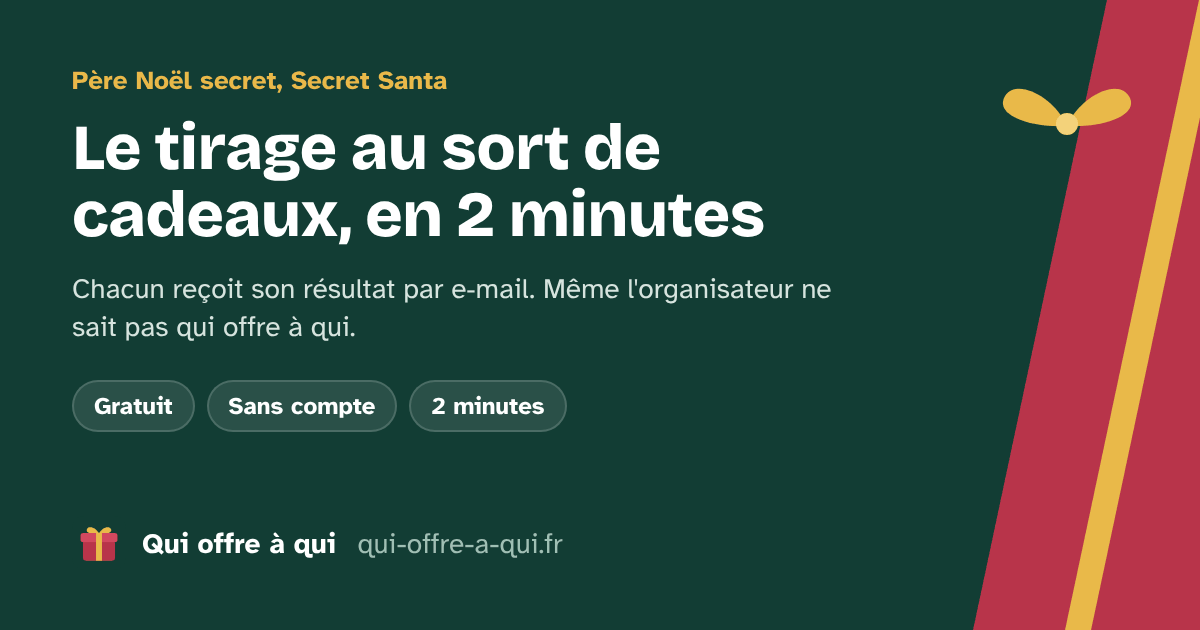 Père Noël secret, Secret Santa
Le tirage au sort de
cadeaux, en 2 minutes
Chacun reçoit son résultat par e-mail. Même l'organisateur ne
sait pas qui offre à qui.
Gratuit
Sans compte
2 minutes
Qui offre à qui
qui-offre-a-qui.fr